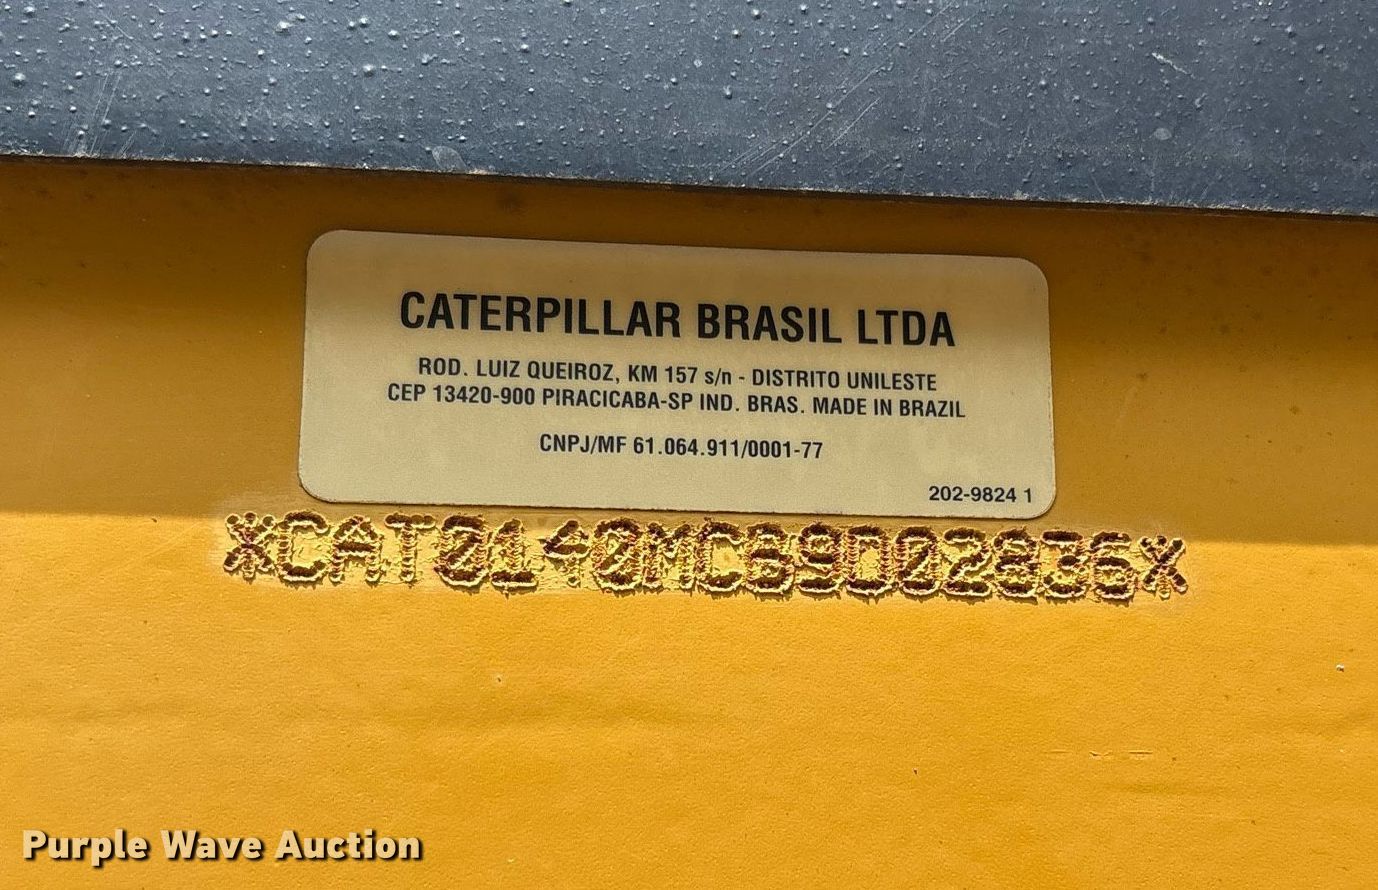 CATERPILLAR BRASIL LTDA
ROD. LUIZ QUEIROZ, KM 157 s/n - DISTRITO UNILESTE
CEP 13420-900 PIRACICABA-SP IND. BRAS. MADE IN BRAZIL
CNPJ/MF 61.064.911/0001-77
202-9824 1
*CAT0140MCB9D02836*
Purple Wave Auction